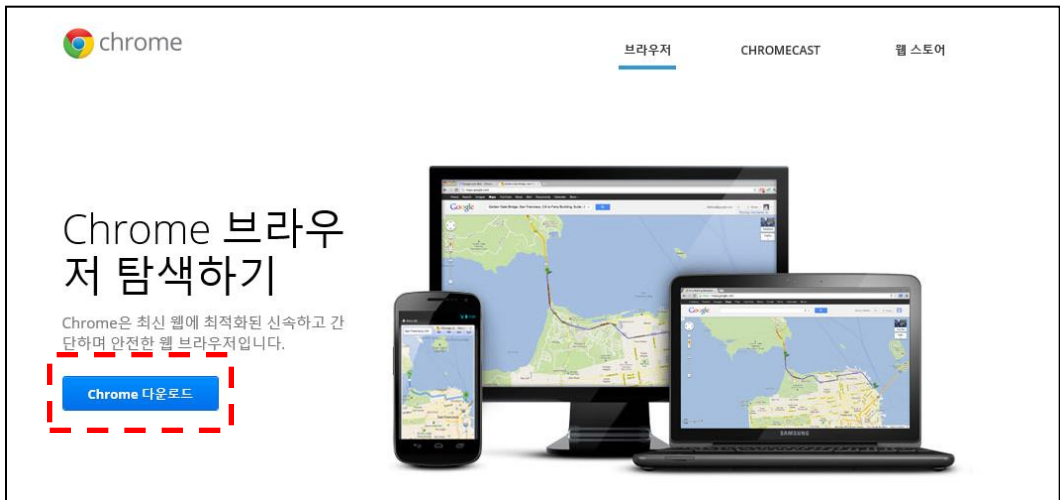 chrome
브라우저
CHROMECAST
웹 스토어
Chrome 브라우
저 탐색하기
Chrome은 최신 웹에 최적화된 신속하고 간
단하며 안전한 웹 브라우저입니다.
Chrome 다운로드
Google
Google
SAMSUNG